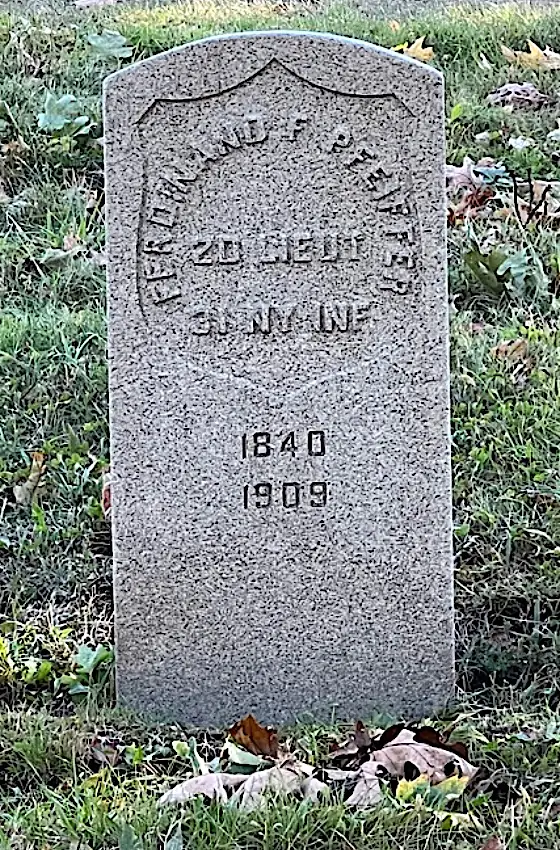 FERDINAND F PFEIFFER
2D LIEUT
31 NY INF
1840
1909